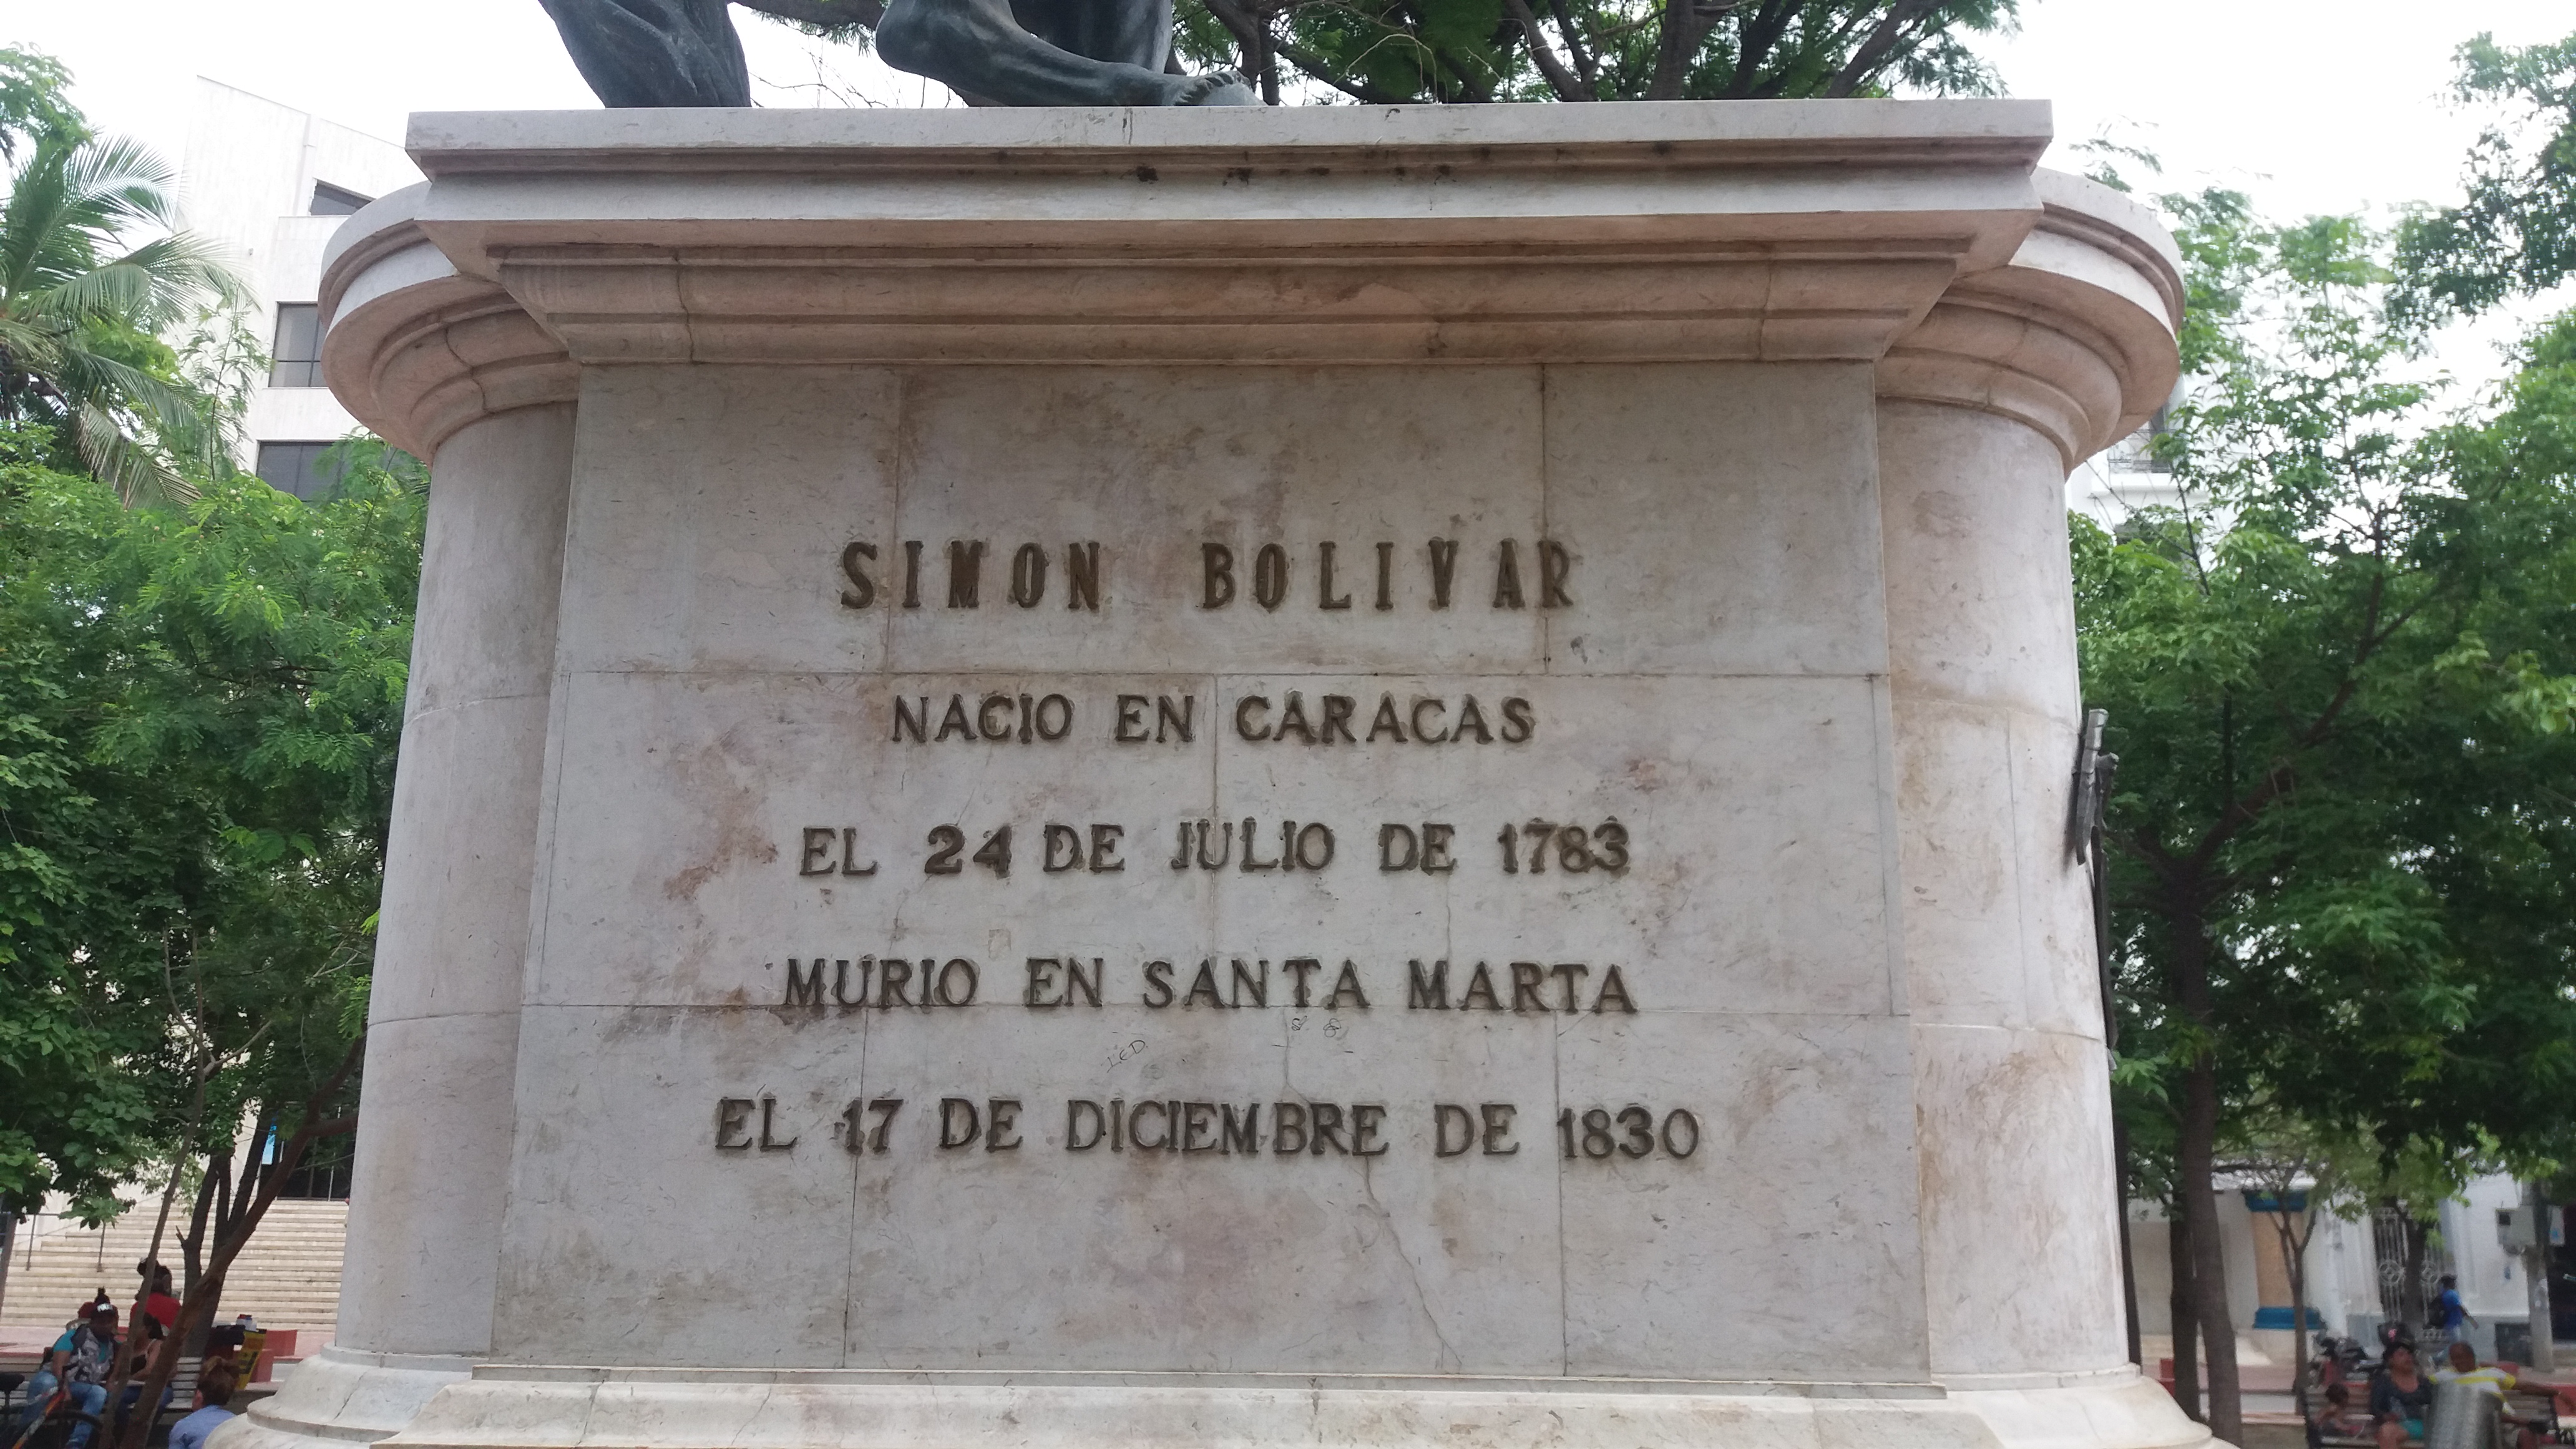 SIMON BOLIVAR
NACIO EN CARACAS
EL 24 DE JULIO DE 1783
MURIO EN SANTA MARTA
LCD
EL 17 DE DICIEMBRE DE 1830